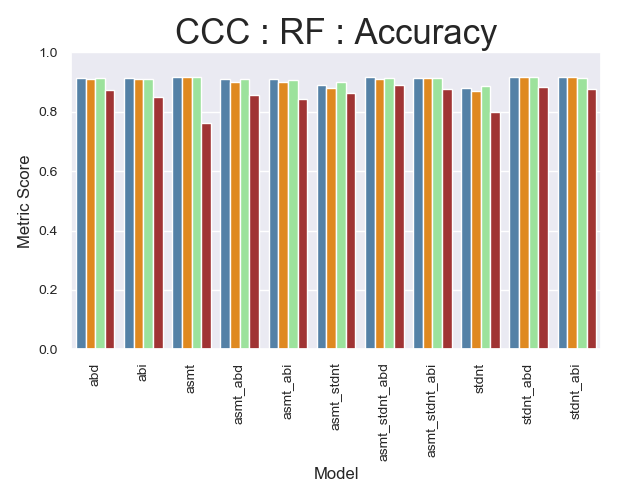 CCC : RF : Accuracy
Metric Score
1.0
0.8
0.6
0.4
0.2
0.0
abd
abi
asmt
asmt_abd
asmt_abi
asmt_stdnt
asmt_stdnt_abd
asmt_stdnt_abi
stdnt
stdnt_abd
stdnt_abi
Model